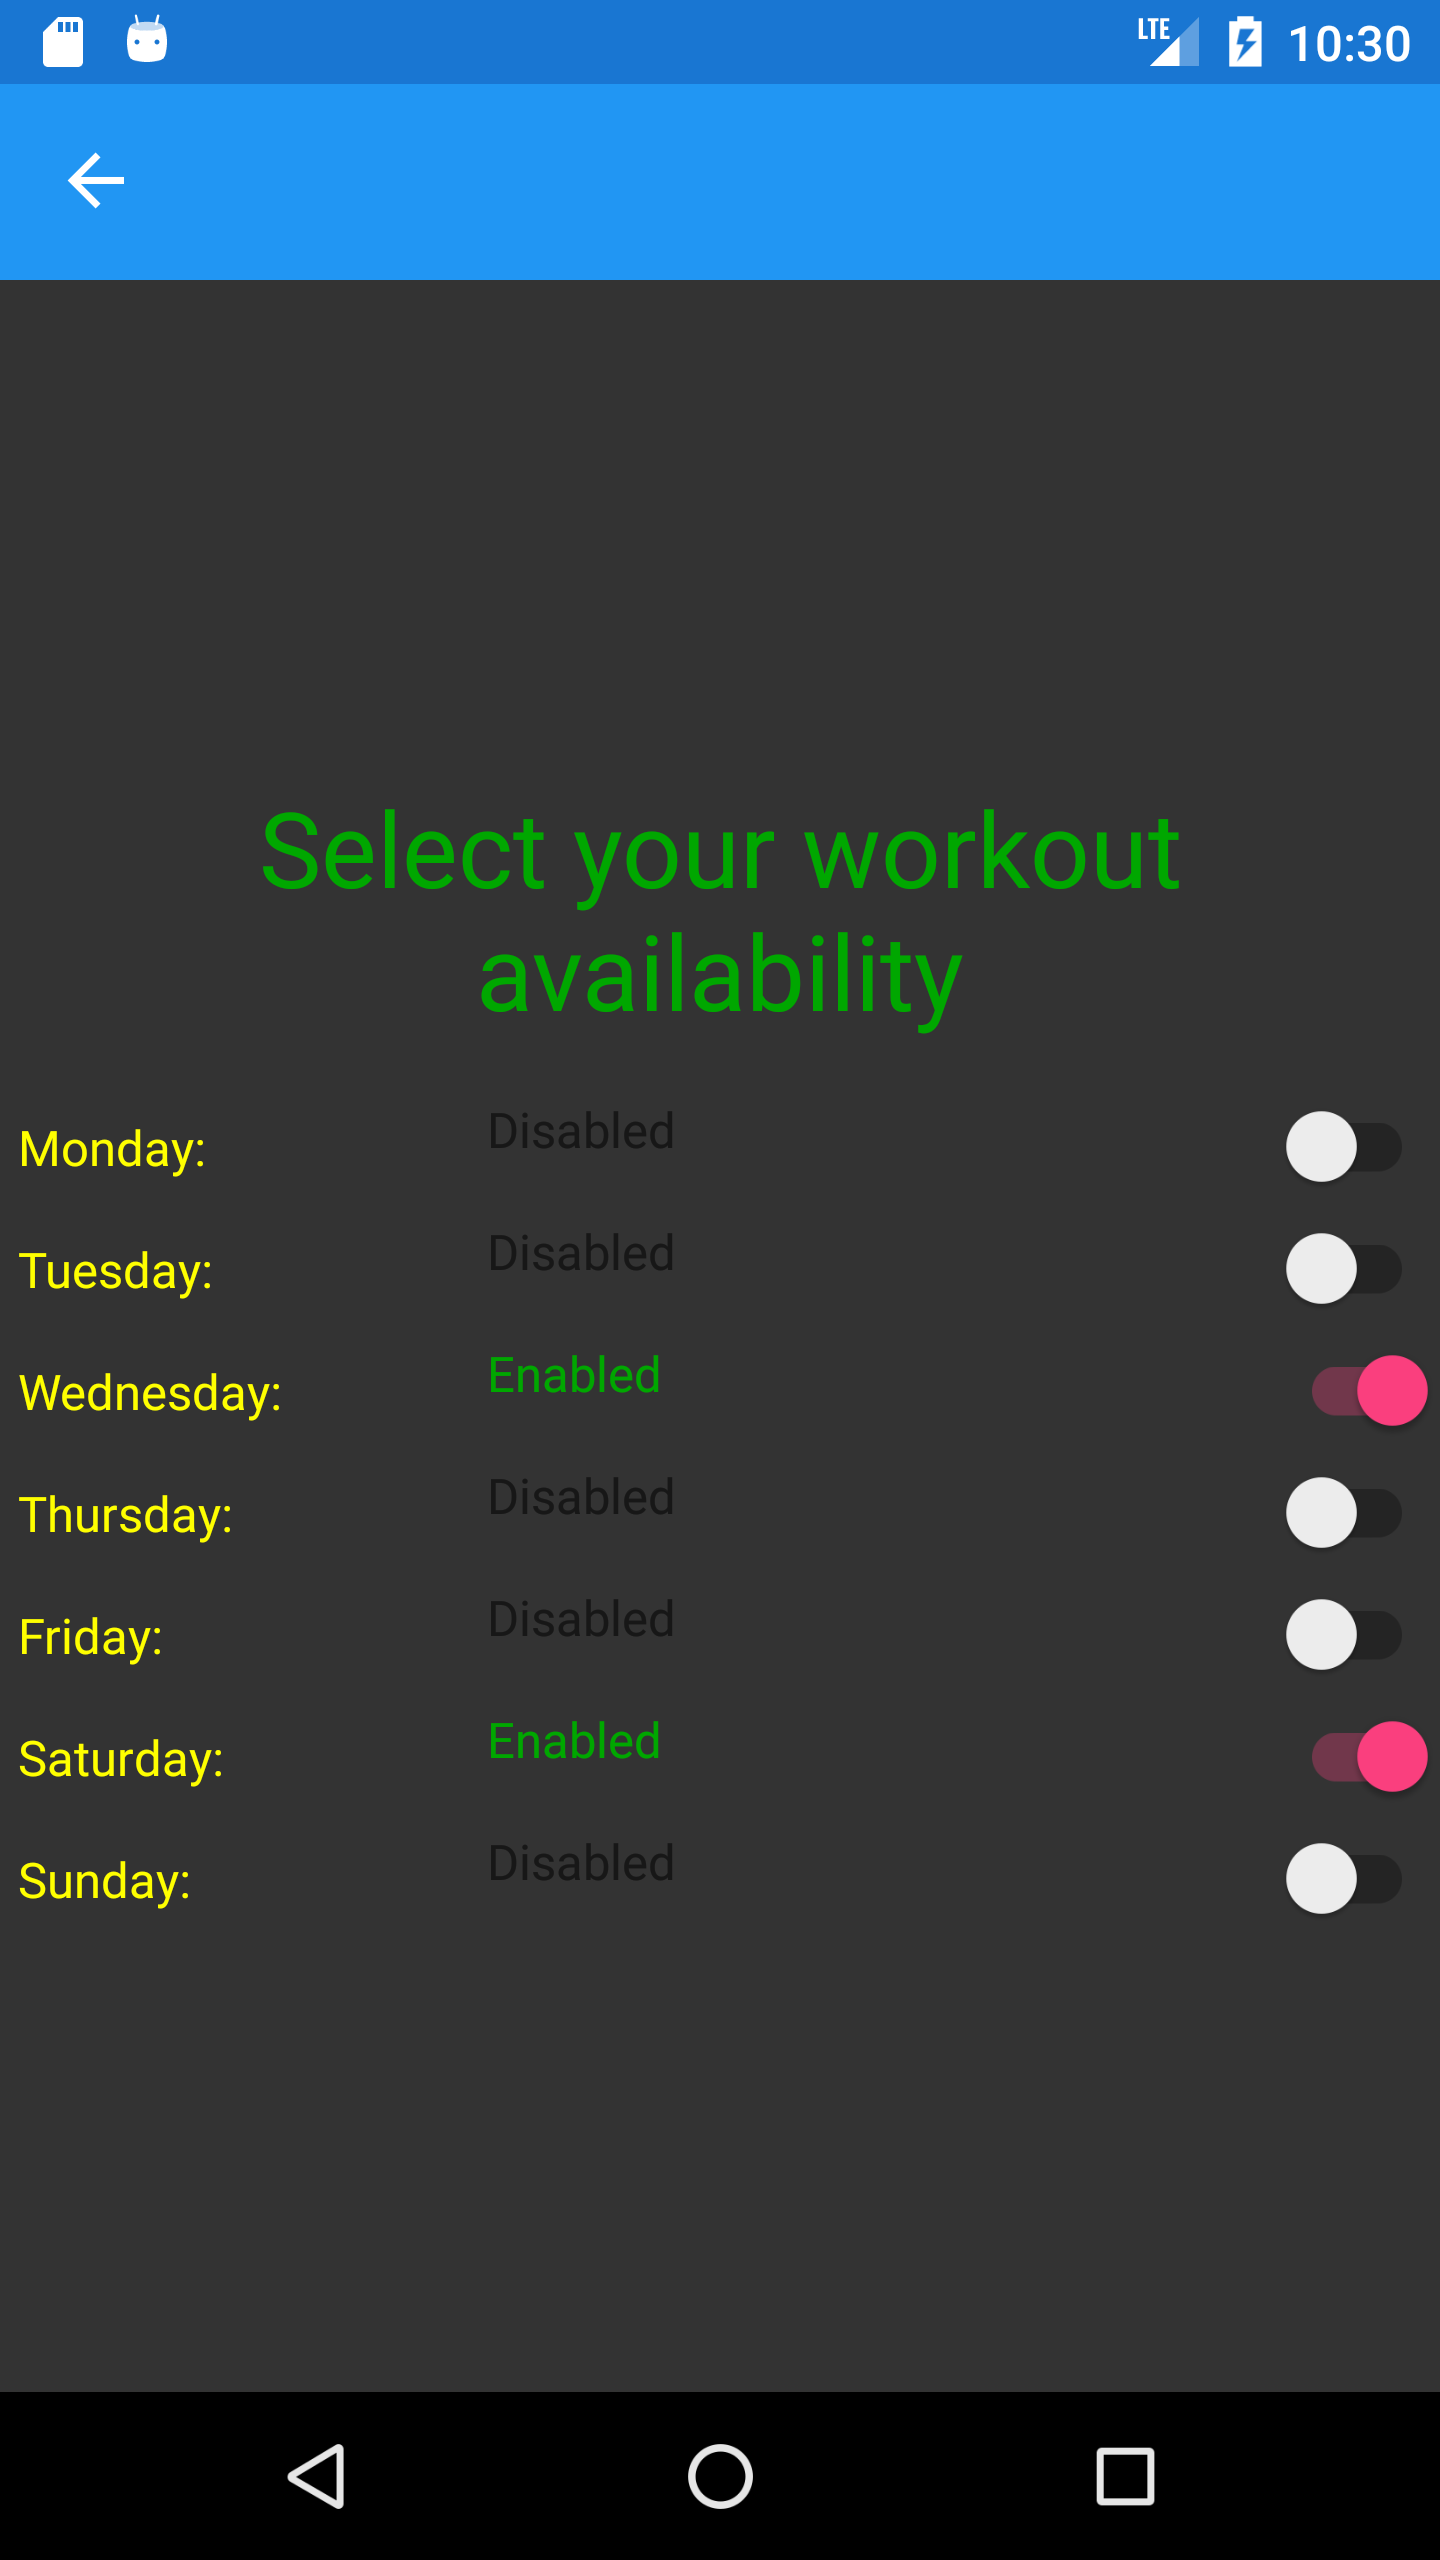 LTE 10:30
Select your workout
availability
Monday: Disabled
Tuesday: Disabled
Wednesday: Enabled
Thursday: Disabled
Friday: Disabled
Saturday: Enabled
Sunday: Disabled